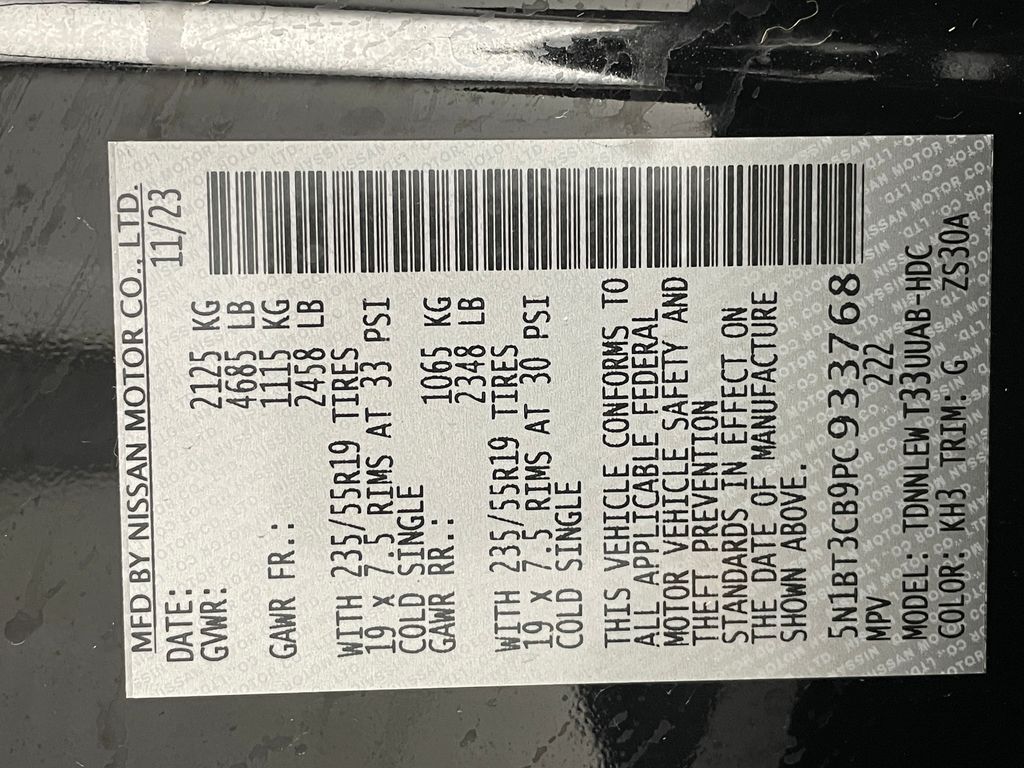 MFD BY NISSAN MOTOR CO., LTD.
DATE: 11/23
GVWR: 2125 KG
4685 LB
GAWR FR.: 1115 KG
2458 LB
WITH 235/55R19 TIRES
19 x 7.5 RIMS AT 33 PSI
COLD SINGLE
GAWR RR.: 1065 KG
2348 LB
WITH 235/55R19 TIRES
19 x 7.5 RIMS AT 30 PSI
COLD SINGLE
THIS VEHICLE CONFORMS TO
ALL APPLICABLE FEDERAL
MOTOR VEHICLE SAFETY AND
THEFT PREVENTION
STANDARDS IN EFFECT ON
THE DATE OF MANUFACTURE
SHOWN ABOVE.
5N1BT3CB9PC933768
MPV 222
MODEL: TDNNLEW T33UUAB-HDC
COLOR: KH3 TRIM: G ZS30A